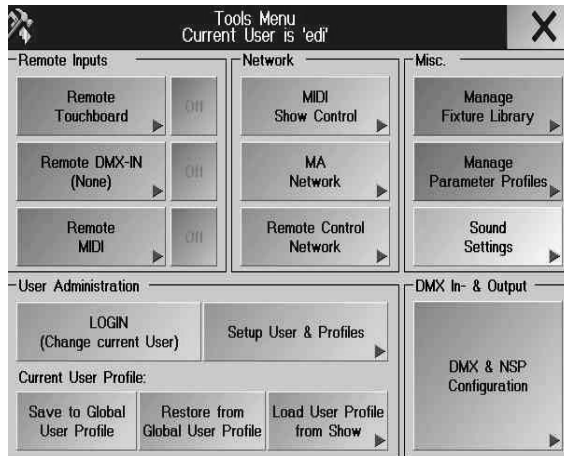 Tools Menu
Current User is 'edi'
Remote Inputs
Remote
Touchboard
Off
Remote DMX-IN
(None)
Off
Remote
MIDI
Off
Network
MIDI
Show Control
MA
Network
Remote Control
Network
Misc.
Manage
Fixture Library
Manage
Parameter Profiles
Sound
Settings
User Administration
LOGIN
(Change current User)
Setup User & Profiles
Current User Profile:
Save to Global
User Profile
Restore from
Global User Profile
Load User Profile
from Show
DMX In- & Output
DMX & NSP
Configuration